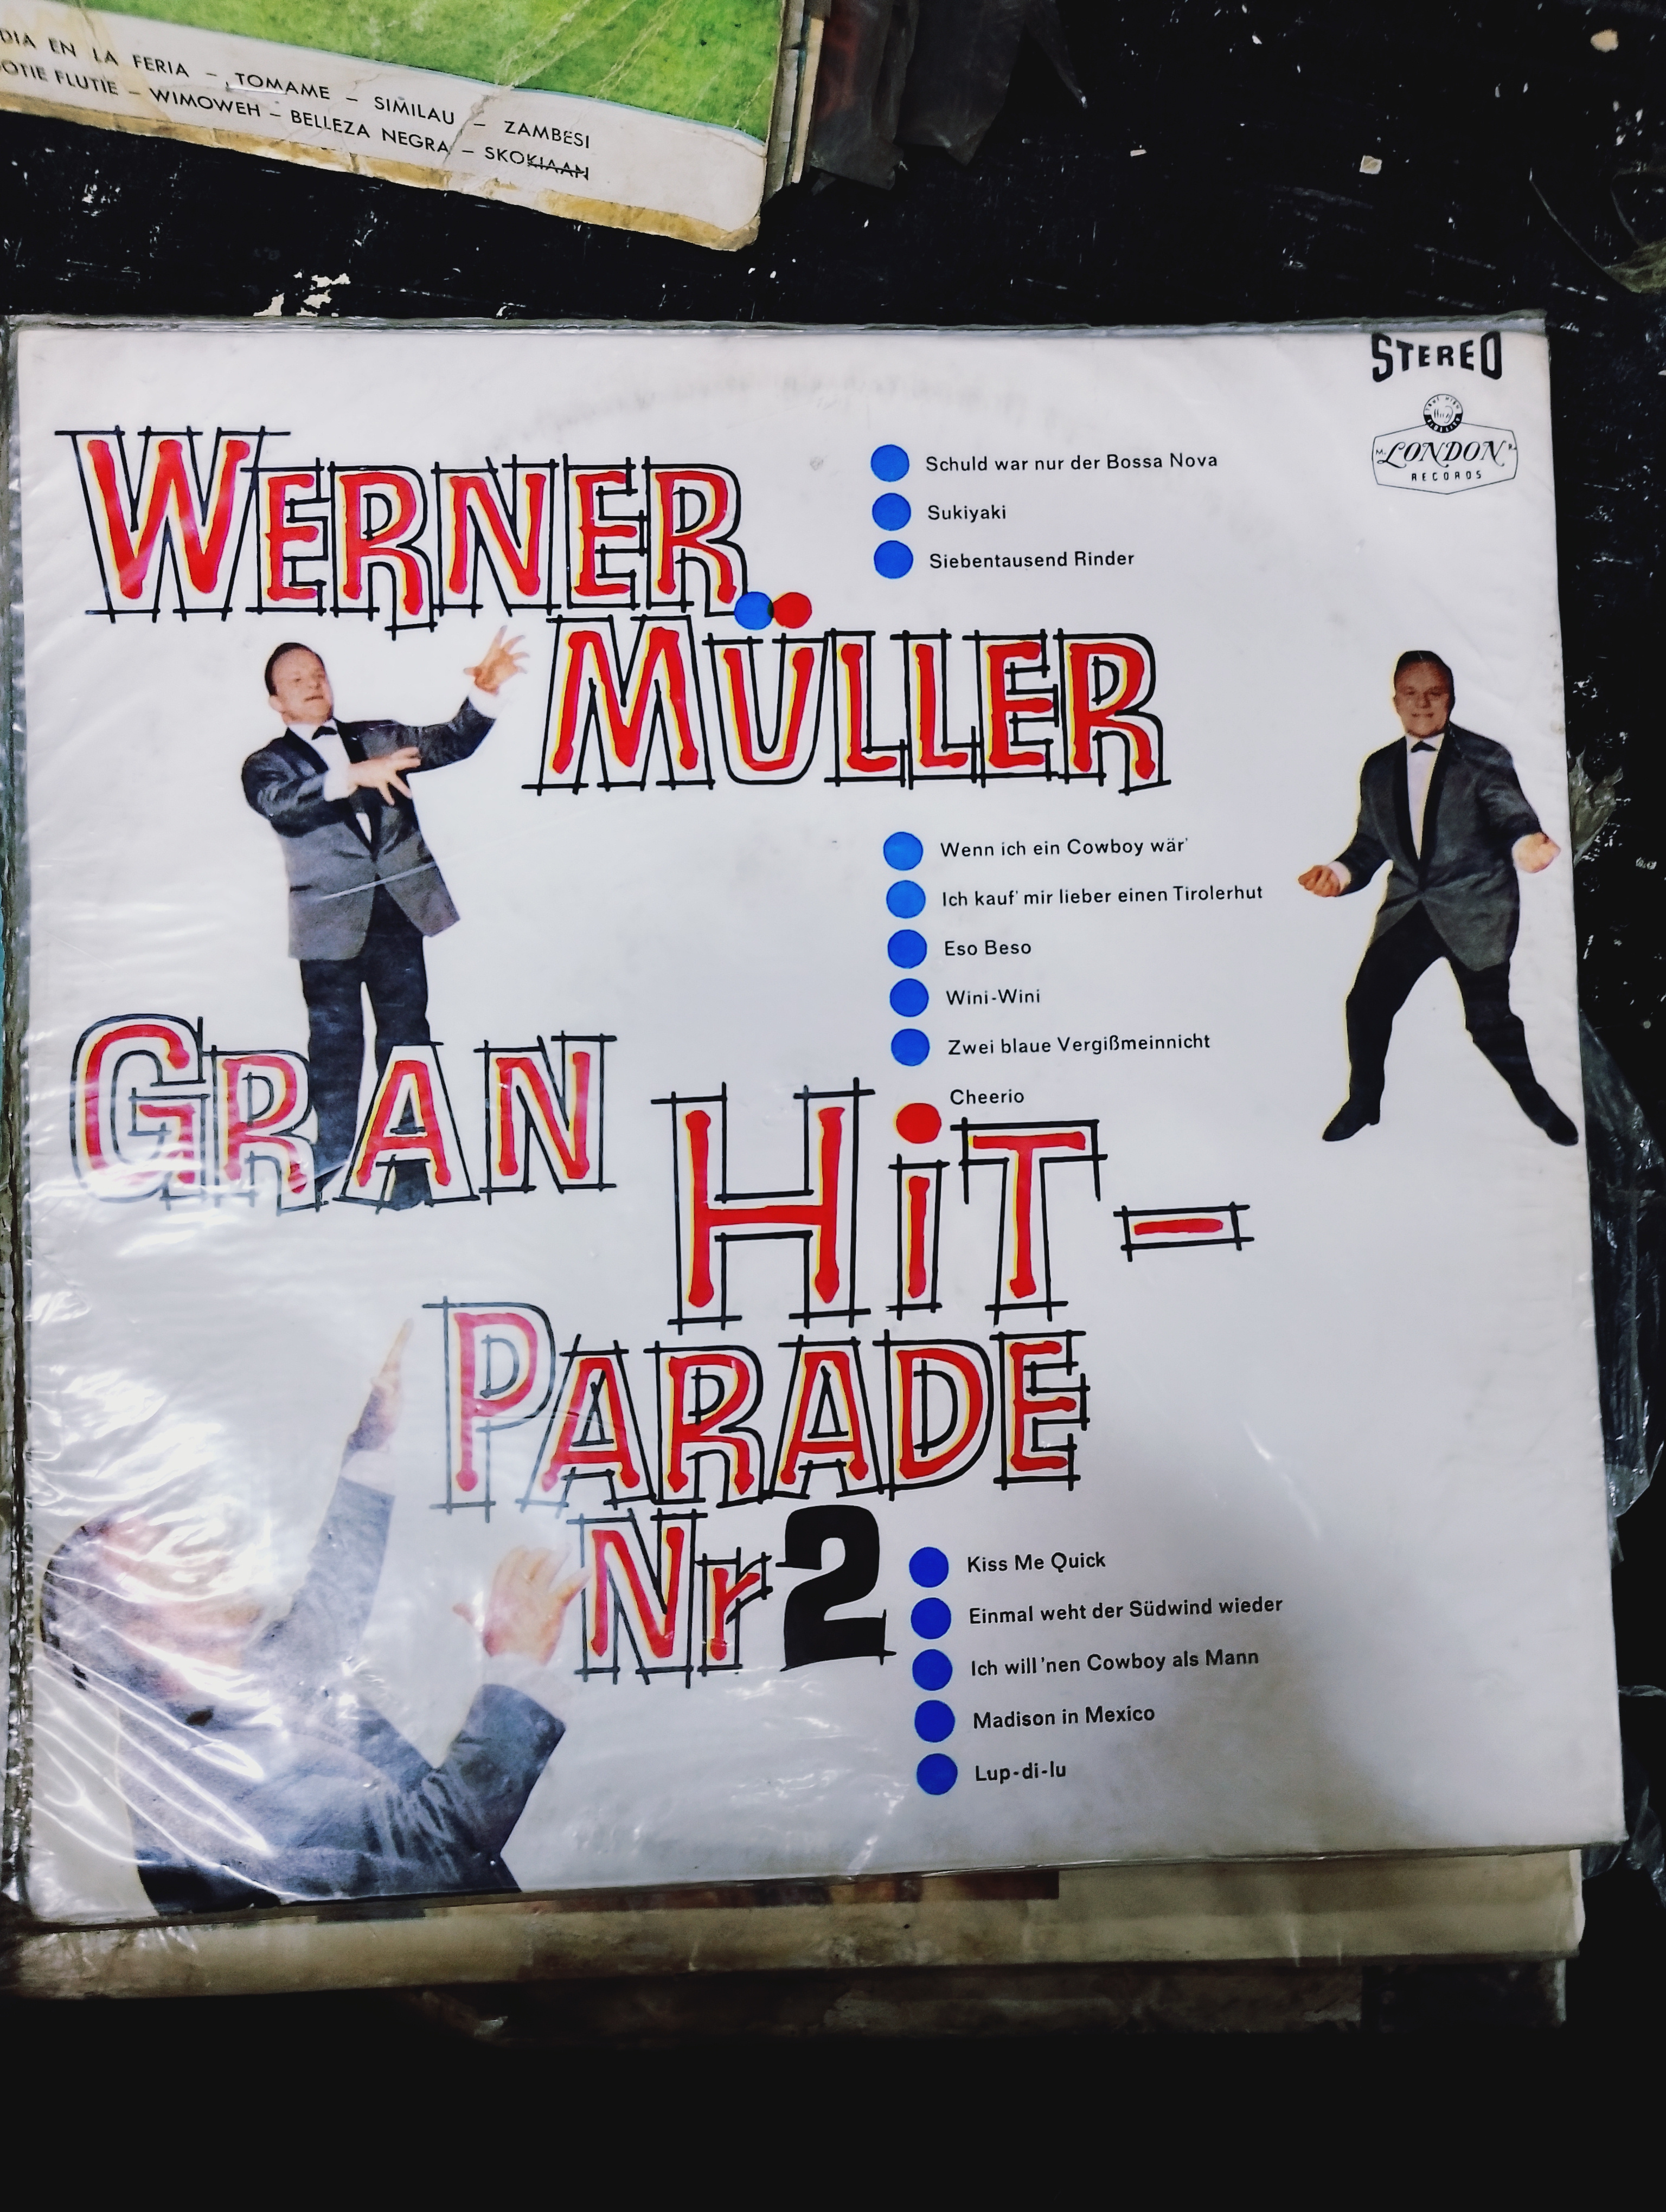 DIA EN LA FERIA – TOMAME – SIMILAU – ZAMBESI
OTIE FLUTIE – WIMOWEH – BELLEZA NEGRA – SKOKIAAN
STEREO
LONDON
RECORDS
WERNER
MÜLLER
Schuld war nur der Bossa Nova
Sukiyaki
Siebentausend Rinder
Wenn ich ein Cowboy wär'
Ich kauf' mir lieber einen Tirolerhut
Eso Beso
Wini-Wini
Zwei blaue Vergißmeinnicht
Cheerio
GRAN
HiT-
PARADE
Nr 2
Kiss Me Quick
Einmal weht der Südwind wieder
Ich will 'nen Cowboy als Mann
Madison in Mexico
Lup-di-lu